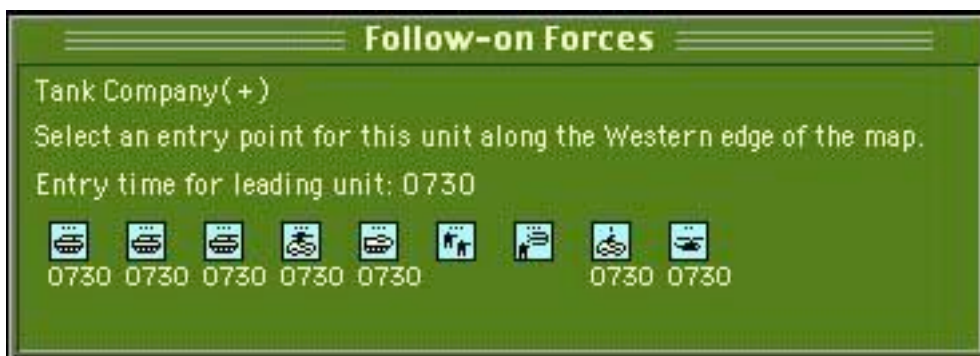 Follow-on Forces
Tank Company(+)
Select an entry point for this unit along the Western edge of the map.
Entry time for leading unit: 0730
0730 0730 0730 0730 0730 0730 0730